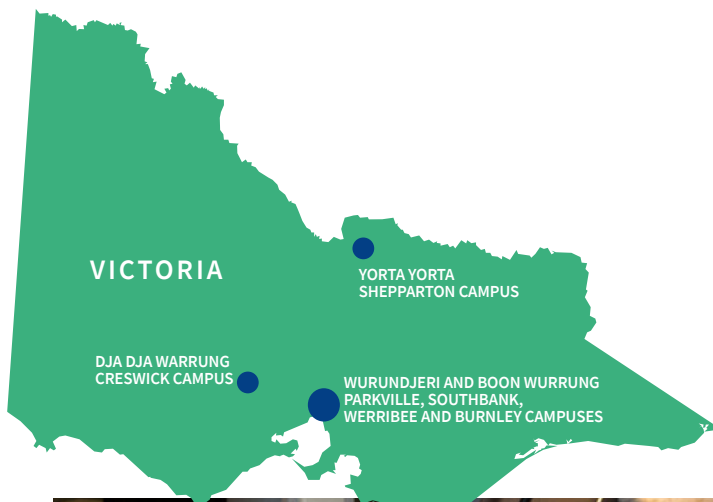 VICTORIA
YORTA YORTA
SHEPPARTON CAMPUS
DJA DJA WARRUNG
CRESWICK CAMPUS
WURUNDJERI AND BOON WURRUNG
PARKVILLE, SOUTHBANK,
WERRIBEE AND BURNLEY CAMPUSES